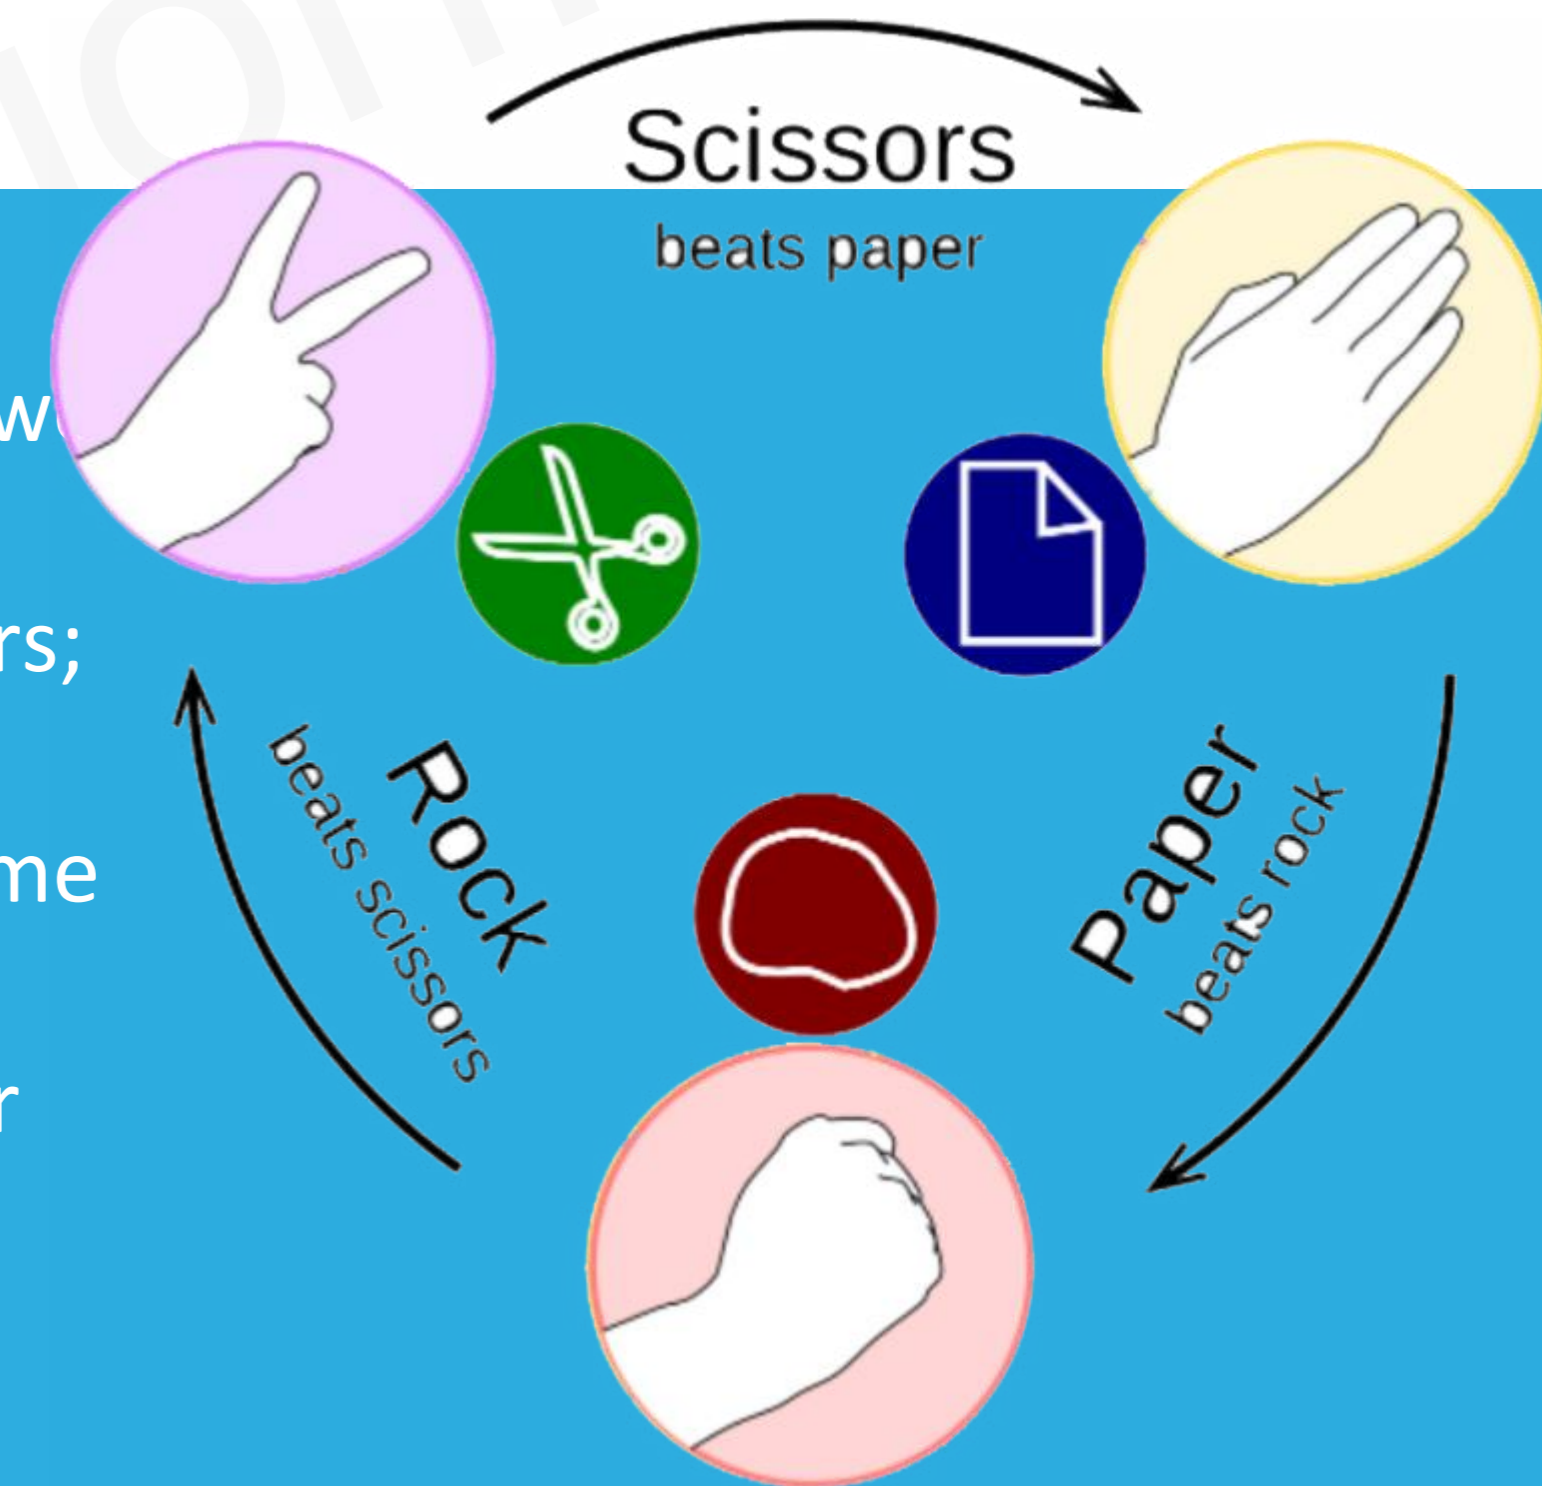 Scissors
beats paper
rs;
Rock
beats scissors
Paper
beats rock
me
r